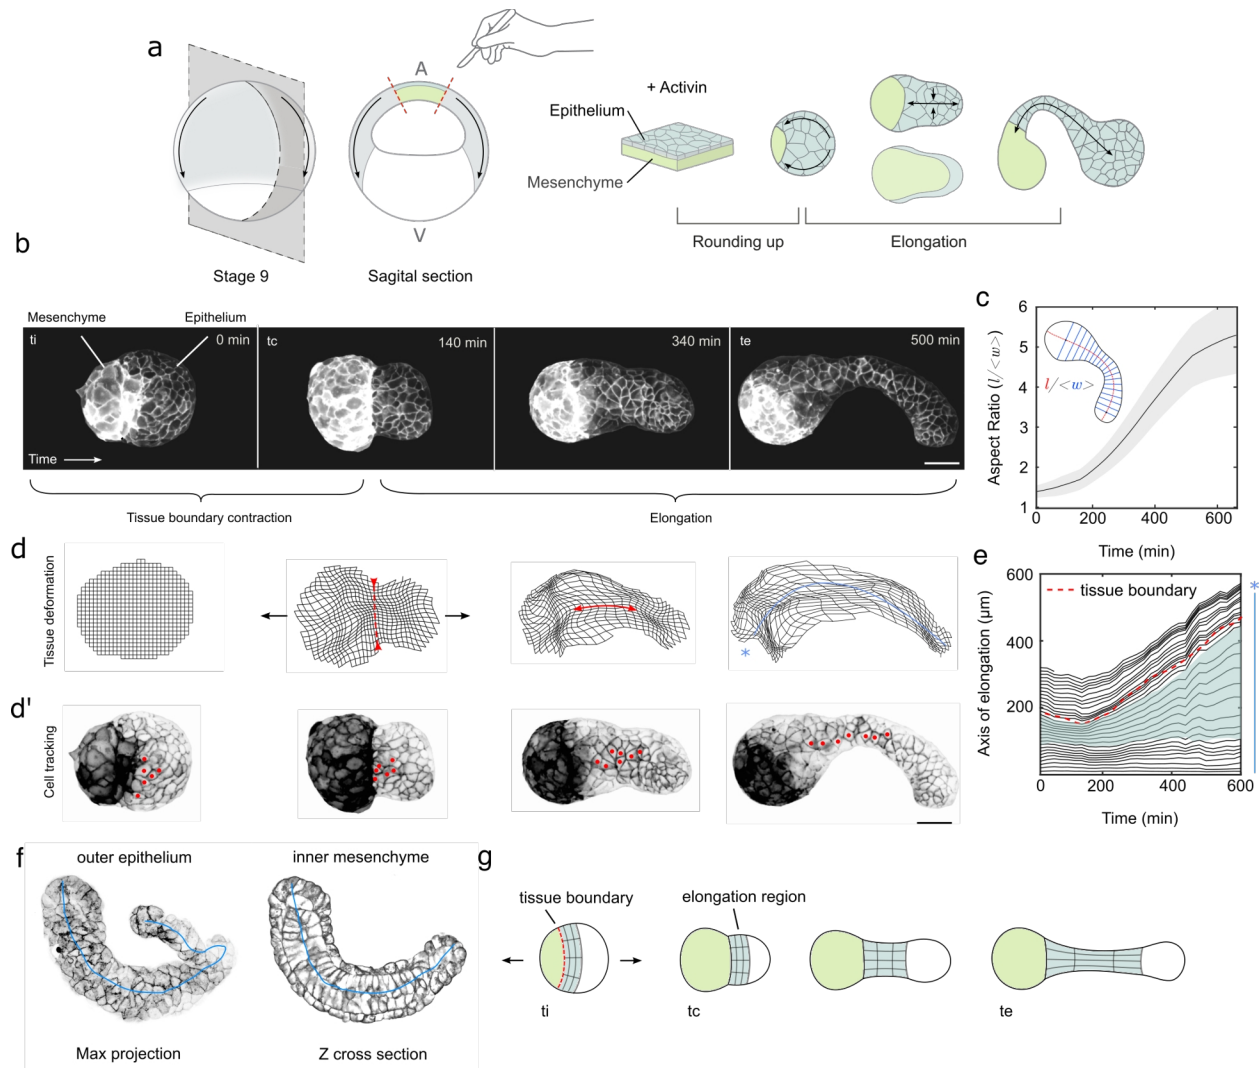 a
A
V
Stage 9
Sagital section
+ Activin
Epithelium
Mesenchyme
Rounding up
Elongation
b
Mesenchyme
Epithelium
ti
0 min
tc
140 min
340 min
te
500 min
Time
Tissue boundary contraction
Elongation
c
Aspect Ratio (l/<w>)
6
5
4
3
2
1
l/<w>
0
200
400
600
Time (min)
d
Tissue deformation
*
d'
Cell tracking
e
Axis of elongation (µm)
600
400
200
tissue boundary
*
0
200
400
600
Time (min)
f
outer epithelium
inner mesenchyme
Max projection
Z cross section
g
tissue boundary
elongation region
ti
tc
te